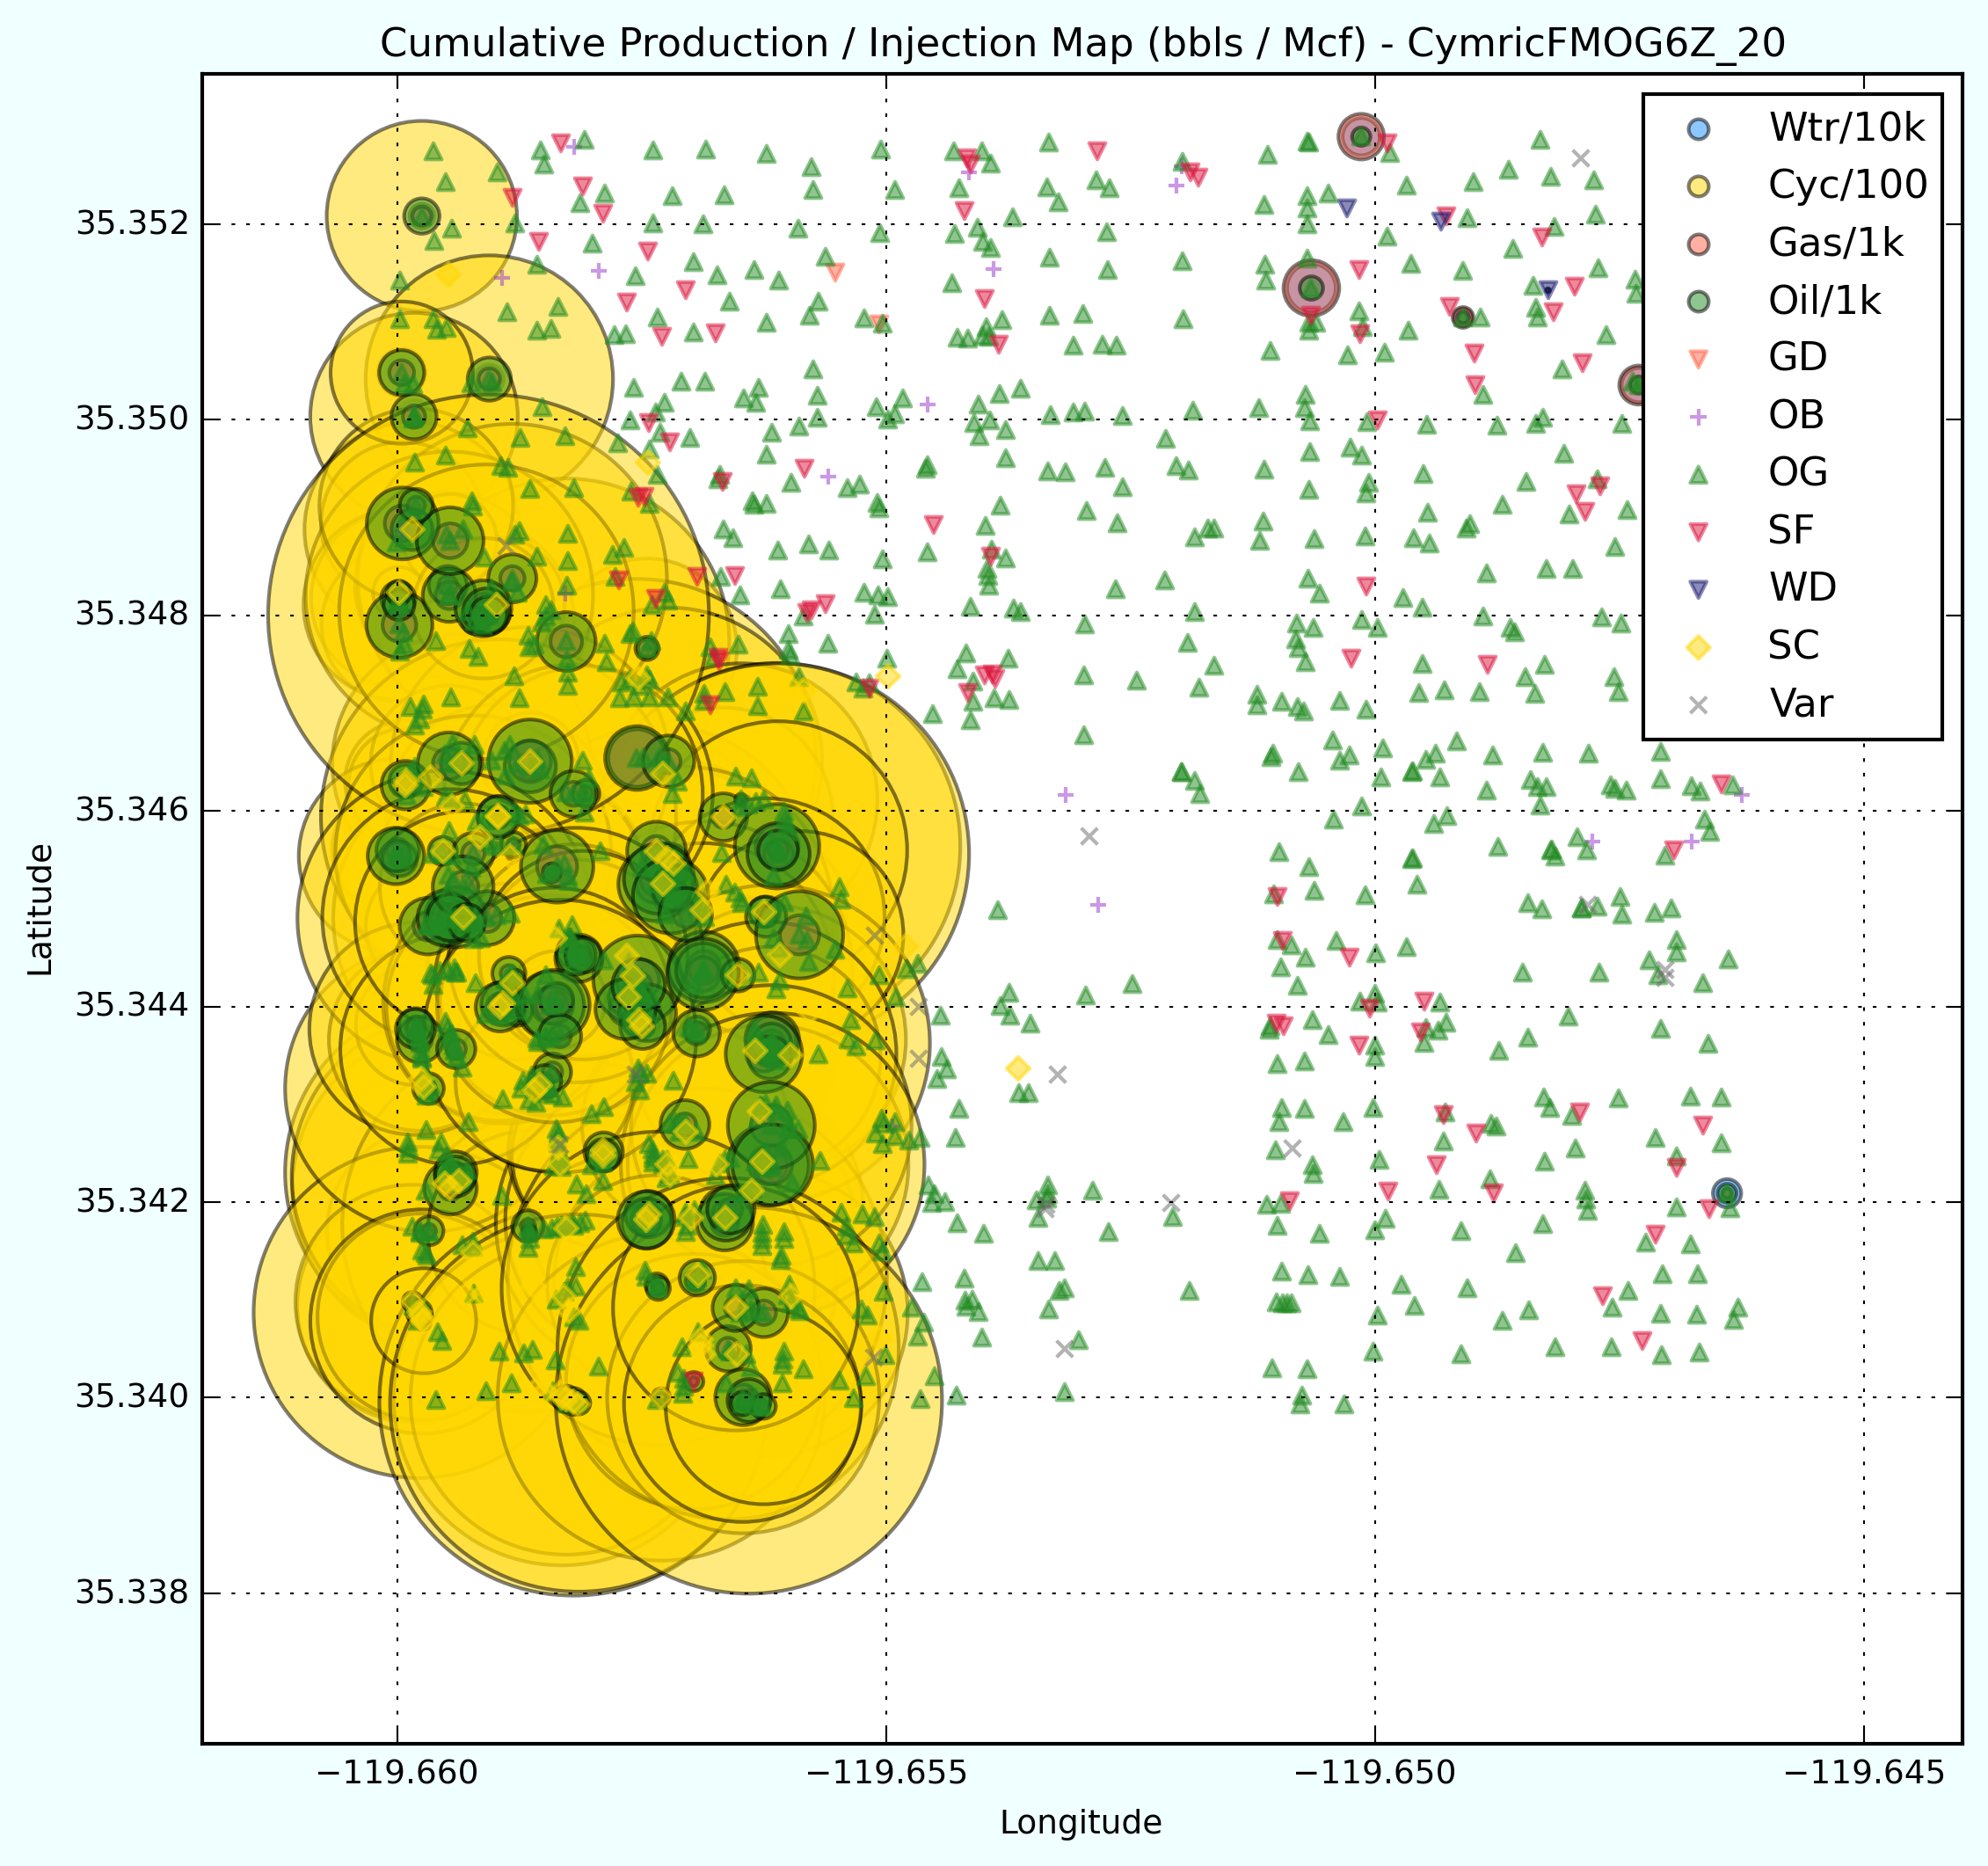 Cumulative Production / Injection Map (bbls / Mcf) - CymricFMOG6Z_20
Wtr/10k
Cyc/100
Gas/1k
Oil/1k
GD
OB
OG
SF
WD
SC
Var
35.352
35.350
35.348
35.346
35.344
35.342
35.340
35.338
Latitude
−119.660
−119.655
−119.650
−119.645
Longitude